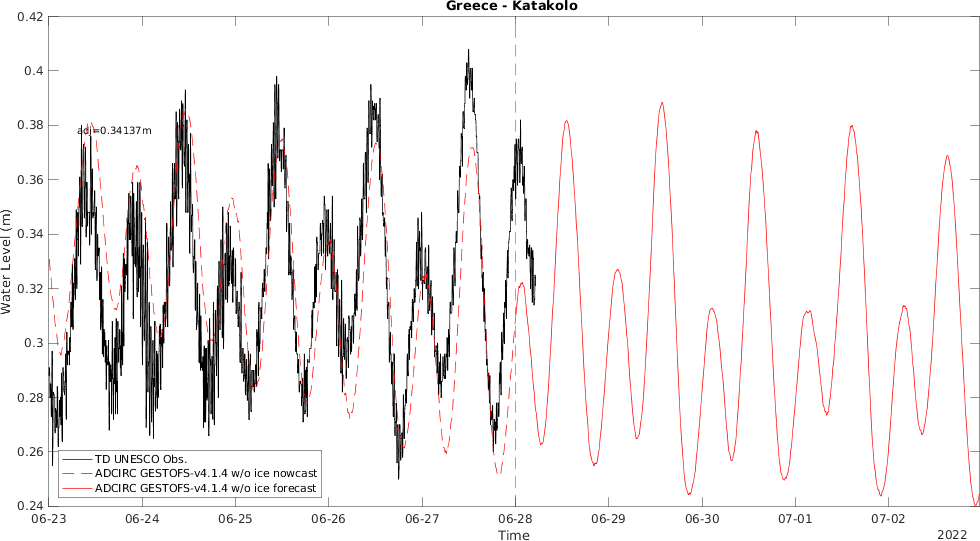 Greece - Katakolo
0.42
0.4
0.38
0.36
0.34
0.32
0.3
0.28
0.26
0.24
Water Level (m)
adj=0.34137m
TD UNESCO Obs.
ADCIRC GESTOFS-v4.1.4 w/o ice nowcast
ADCIRC GESTOFS-v4.1.4 w/o ice forecast
06-23 06-24 06-25 06-26 06-27 06-28 06-29 06-30 07-01 07-02
Time
2022